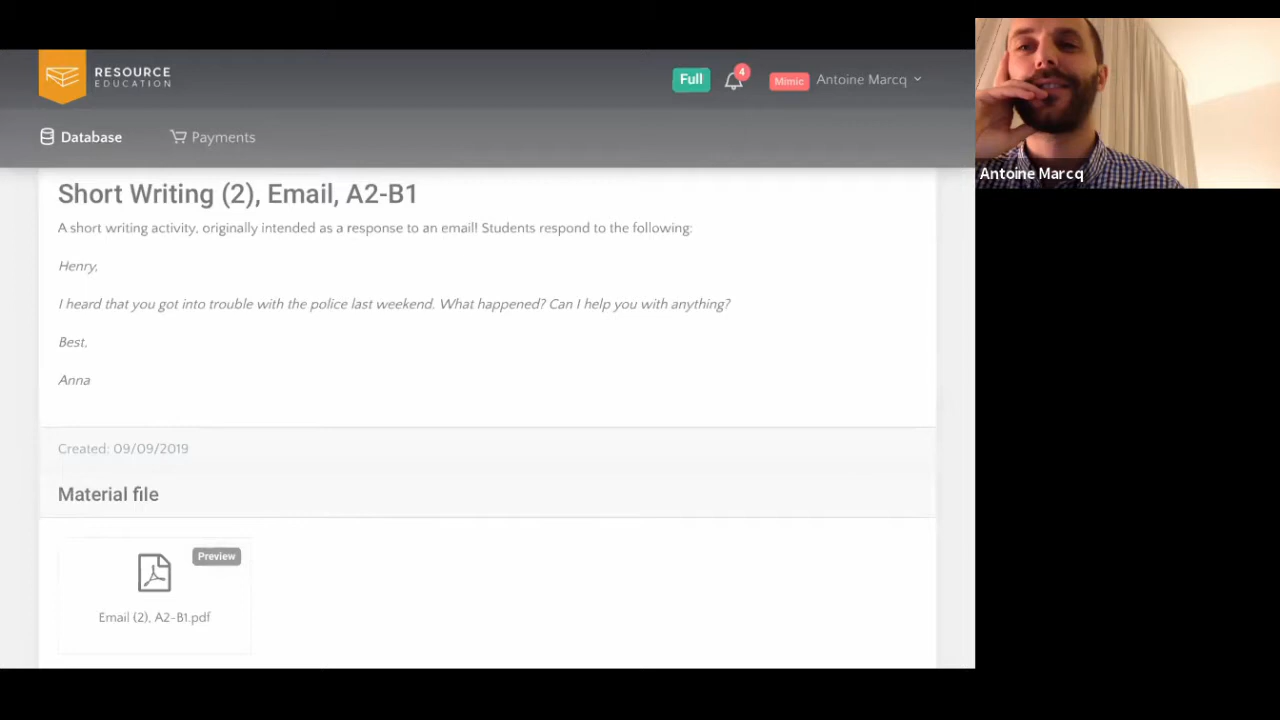 RESOURCE
EDUCATION
Full
4
Mimic
Antoine Marcq
Database
Payments
Short Writing (2), Email, A2-B1
A short writing activity, originally intended as a response to an email! Students respond to the following:
Henry,
I heard that you got into trouble with the police last weekend. What happened? Can I help you with anything?
Best,
Anna
Created: 09/09/2019
Material file
Preview
Email (2), A2-B1.pdf
Antoine Marcq